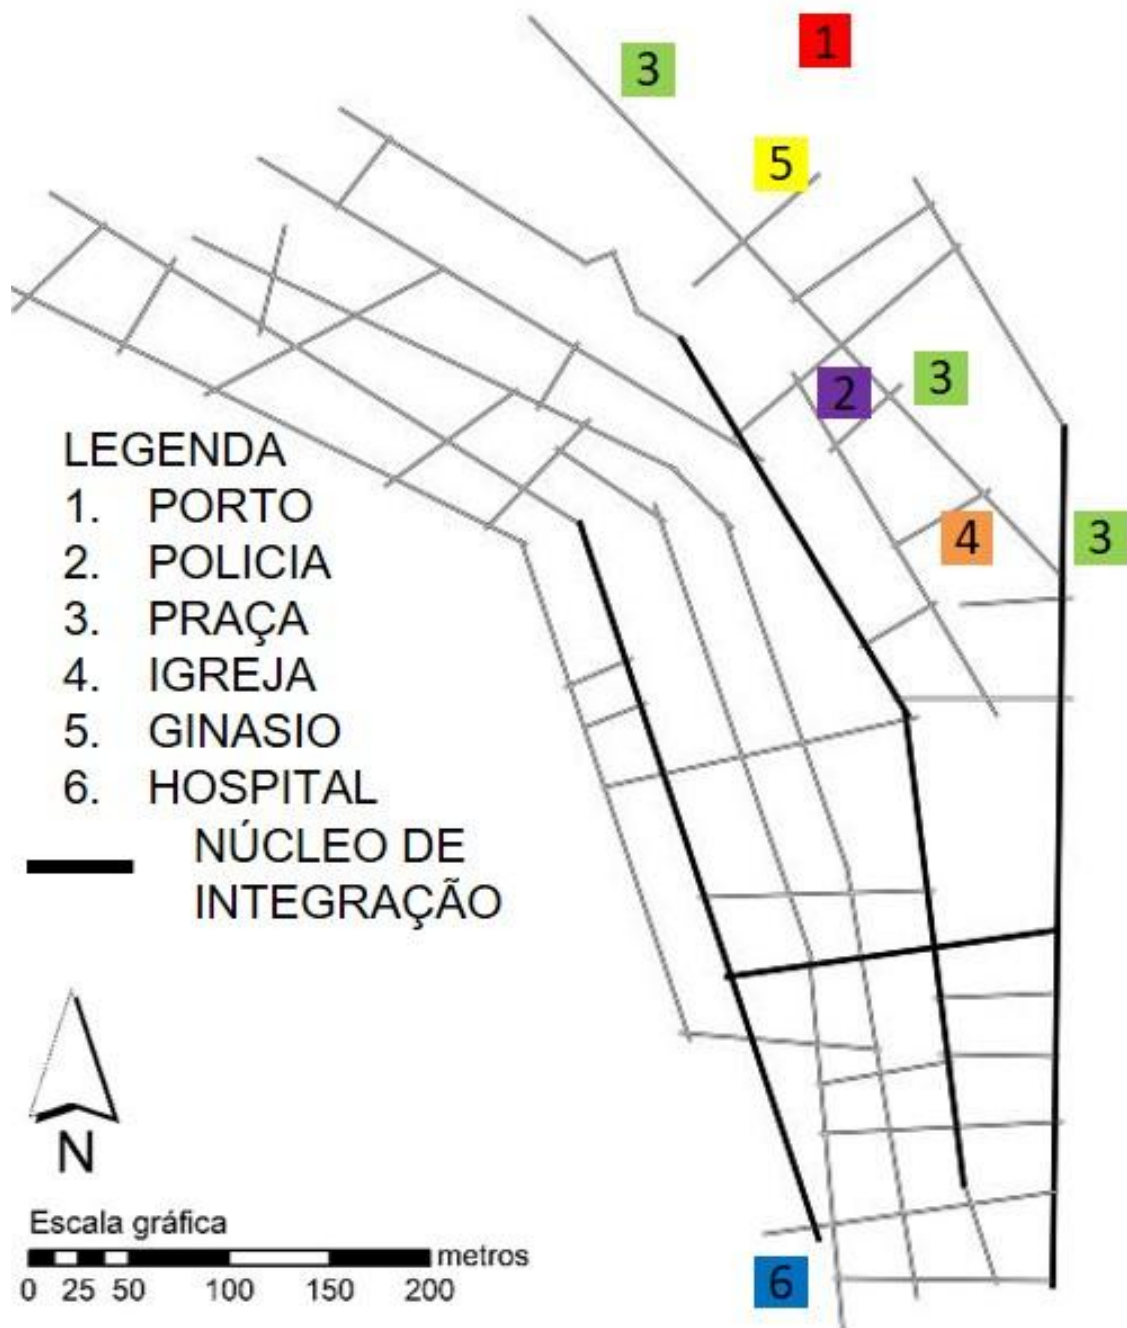 1
3
5
2
3
4
3
LEGENDA
1. PORTO
2. POLICIA
3. PRAÇA
4. IGREJA
5. GINASIO
6. HOSPITAL
NÚCLEO DE
INTEGRAÇÃO
N
Escala gráfica
metros
0 25 50 100 150 200
6